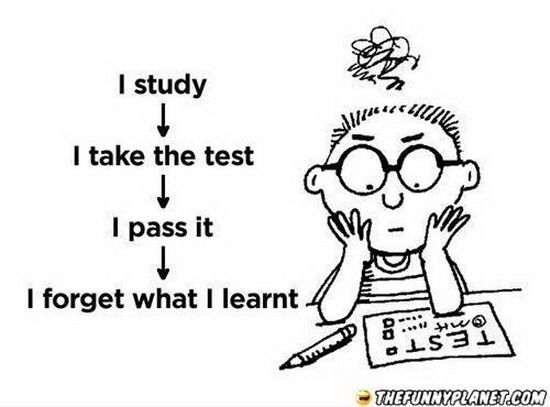 I study
I take the test
I pass it
I forget what I learnt
TEST
THEFUNNYPLANET.COM